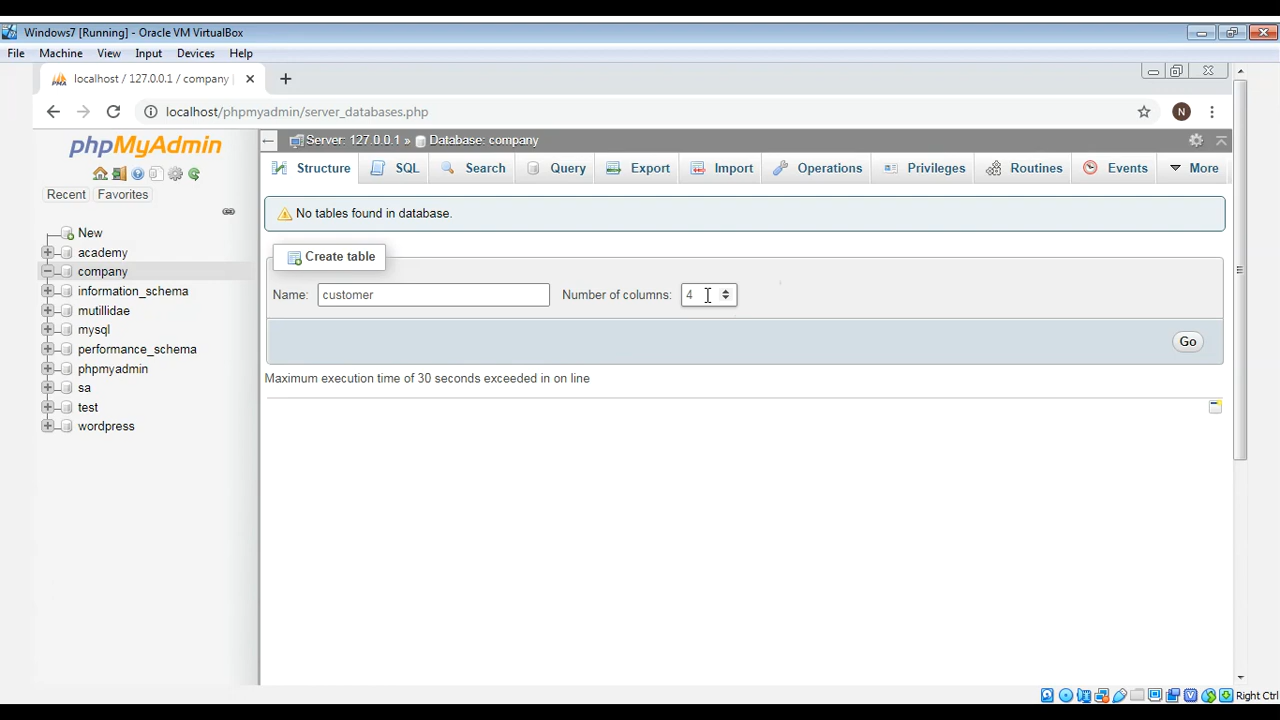 Windows7 [Running] - Oracle VM VirtualBox
File Machine View Input Devices Help
localhost / 127.0.0.1 / company
localhost/phpmyadmin/server_databases.php
N
phpMyAdmin
Recent Favorites
New
academy
company
information_schema
mutillidae
mysql
performance_schema
phpmyadmin
sa
test
wordpress
Server: 127.0.0.1 » Database: company
Structure SQL Search Query Export Import Operations Privileges Routines Events More
No tables found in database.
Create table
Name: customer Number of columns: 4
Go
Maximum execution time of 30 seconds exceeded in on line
Right Ctrl